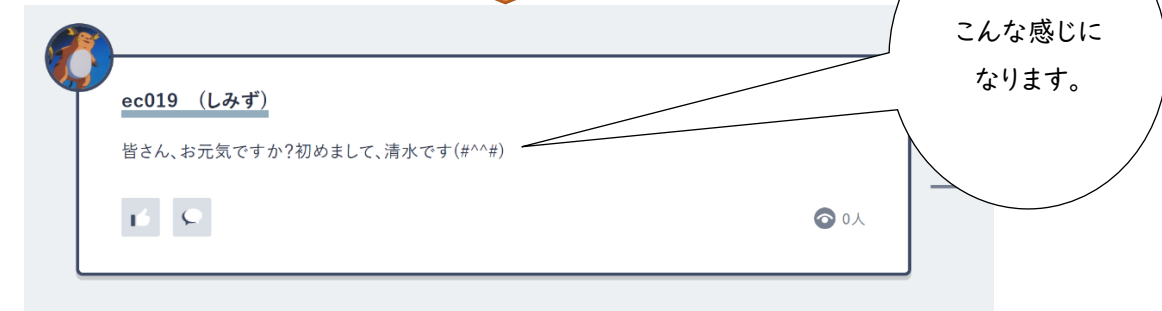 こんな感じに
なります。
ec019　(しみず)
皆さん、お元気ですか?初めまして、清水です(#^^#)
0人